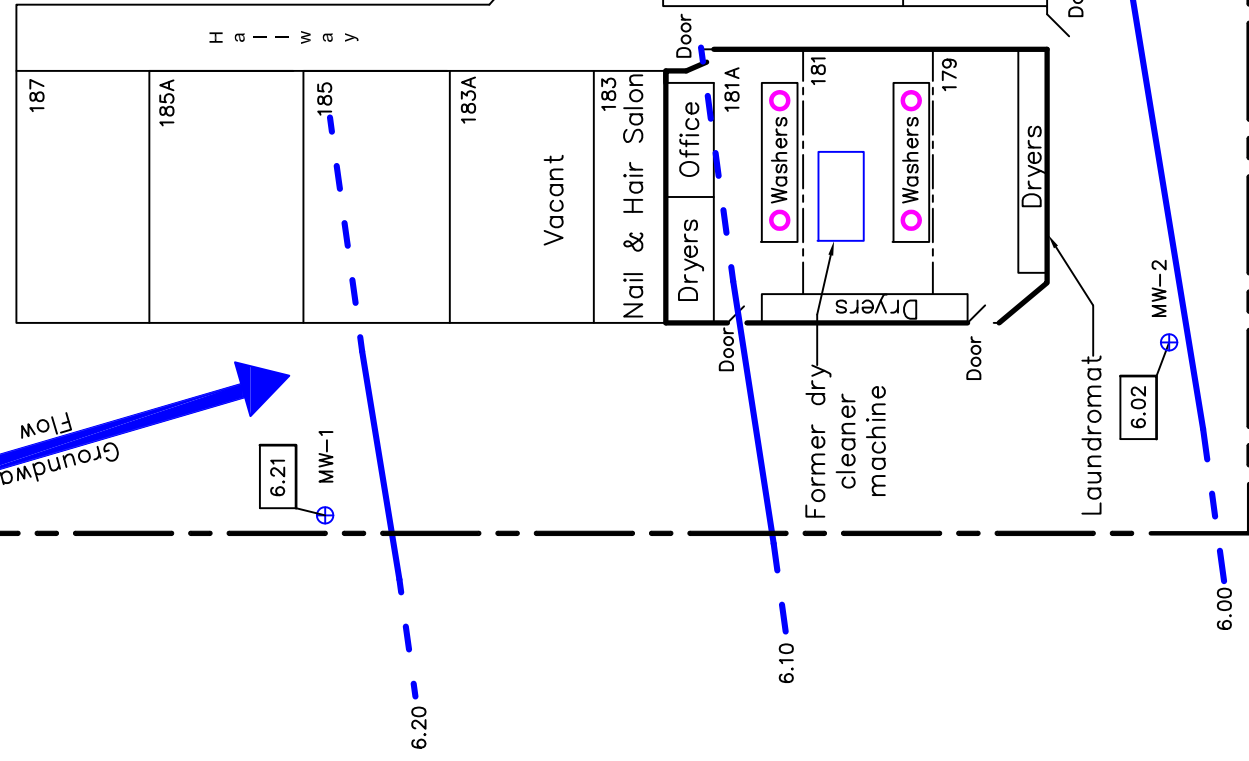 H a l l w a y
187
185A
185
183A
183
Vacant
Nail & Hair Salon
Door
181A
Office
Dryers
Washers
181
Washers
179
Dryers
Dryers
Door
Door
Former dry
cleaner
machine
Laundromat
MW-2
6.02
MW-1
6.21
Flow
6.20
6.10
6.00